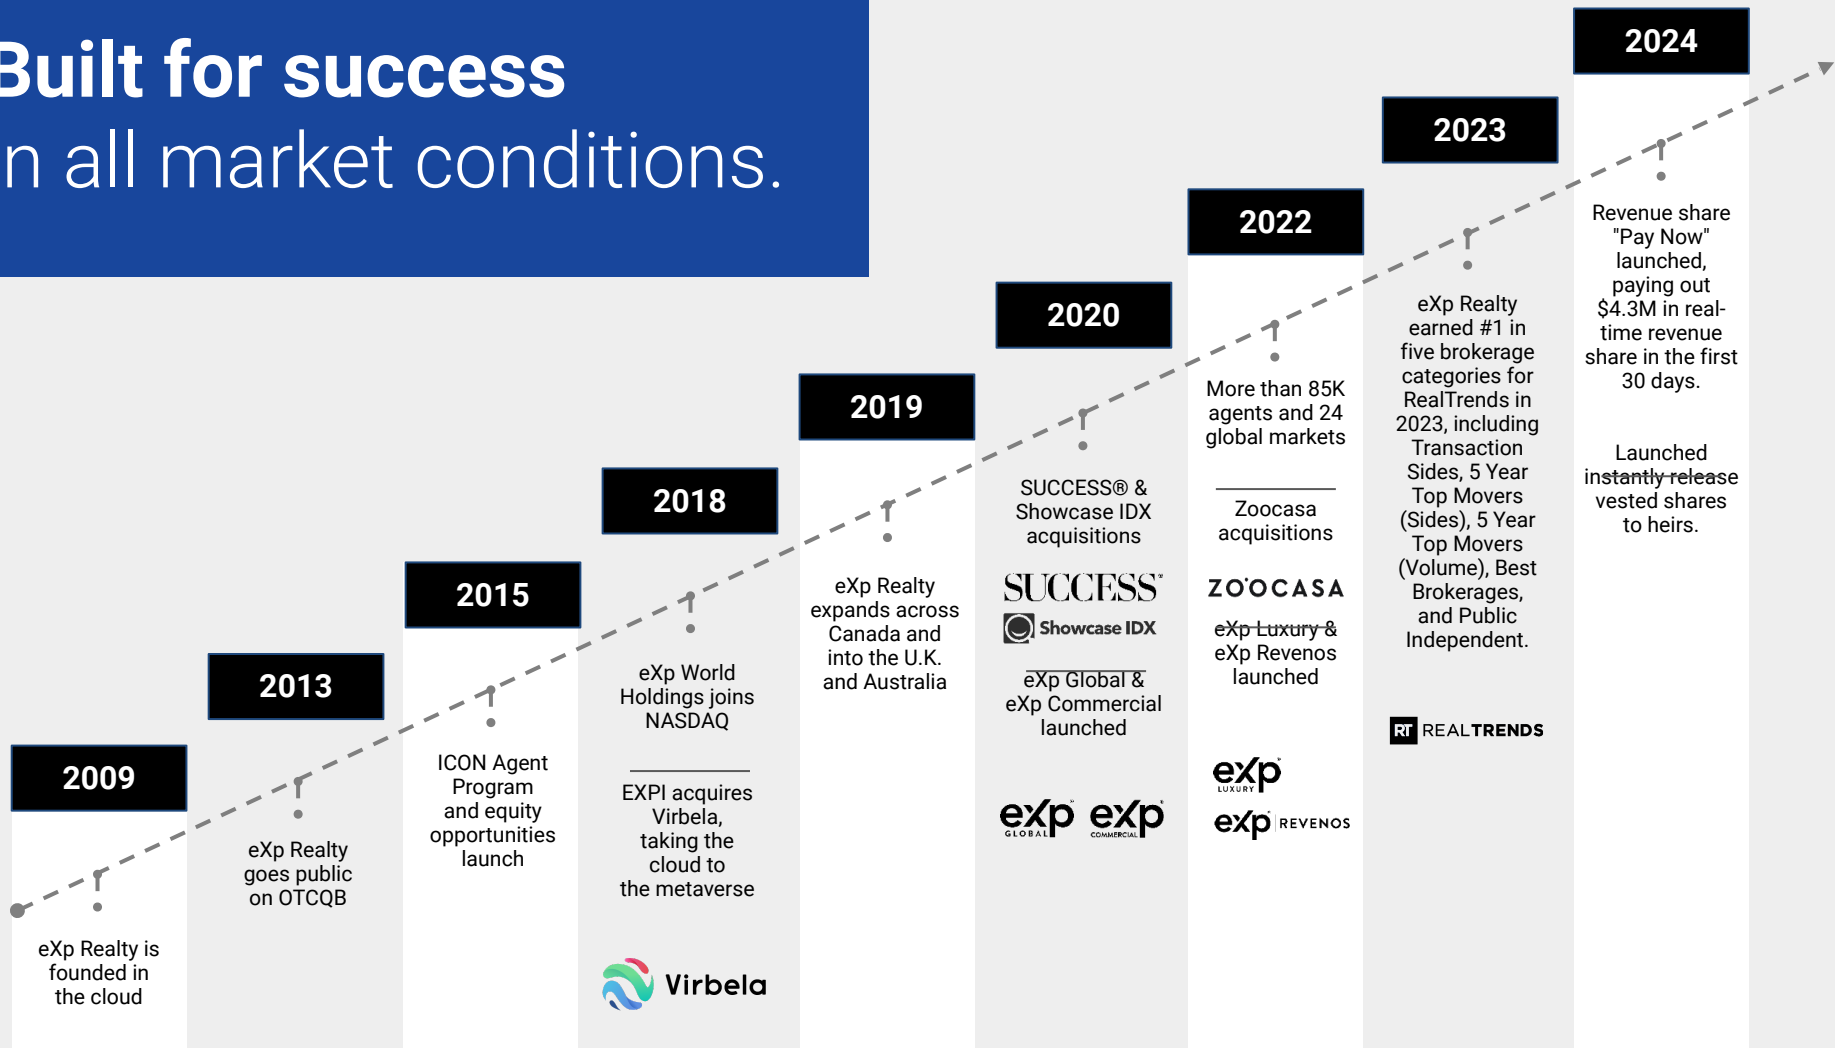 Built for success
in all market conditions.
2009
eXp Realty is
founded in
the cloud
2013
eXp Realty
goes public
on OTCQB
2015
ICON Agent
Program
and equity
opportunities
launch
2018
eXp World
Holdings joins
NASDAQ
EXPI acquires
Virbela,
taking the
cloud to
the metaverse
Virbela
2019
eXp Realty
expands across
Canada and
into the U.K.
and Australia
2020
SUCCESS® &
Showcase IDX
acquisitions
SUCCESS
Showcase IDX
eXp Global &
eXp Commercial
launched
eXp GLOBAL
eXp COMMERCIAL
2022
More than 85K
agents and 24
global markets
Zoocasa
acquisitions
ZOOCASA
eXp Luxury &
eXp Revenos
launched
eXp LUXURY
eXp REVENOS
2023
eXp Realty
earned #1 in
five brokerage
categories for
RealTrends in
2023, including
Transaction
Sides, 5 Year
Top Movers
(Sides), 5 Year
Top Movers
(Volume), Best
Brokerages,
and Public
Independent.
RT REALTRENDS
2024
Revenue share
"Pay Now"
launched,
paying out
$4.3M in real-
time revenue
share in the first
30 days.
Launched
instantly release
vested shares
to heirs.